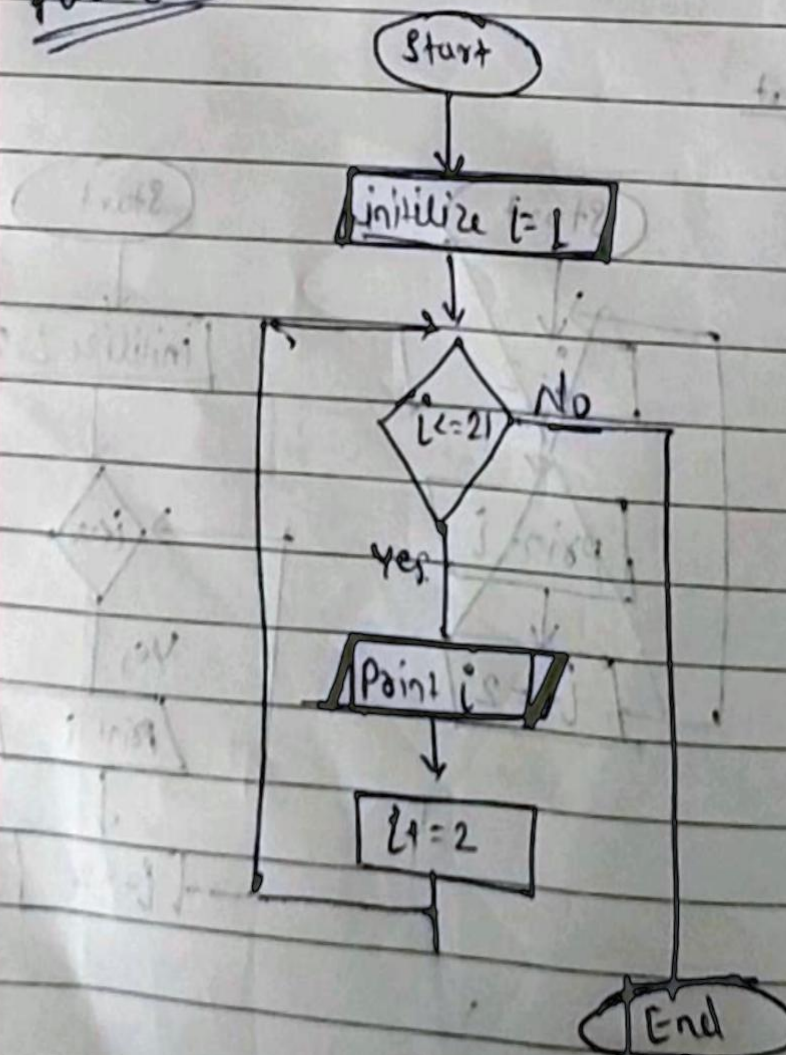 Start
initilize i=1
i<=21
No
yes
Print i
i+=2
End